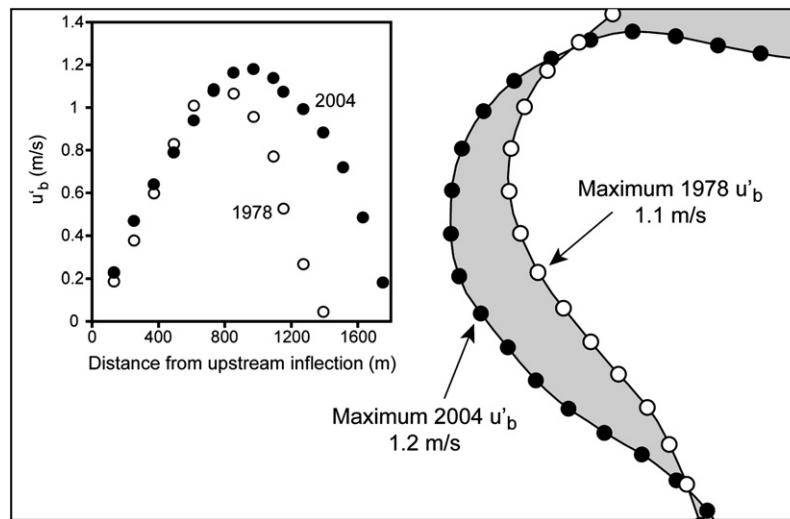 1.4
1.2
1
0.8
0.6
0.4
0.2
0
u'b (m/s)
2004
1978
0 400 800 1200 1600
Distance from upstream inflection (m)
Maximum 1978 u'b
1.1 m/s
Maximum 2004 u'b
1.2 m/s